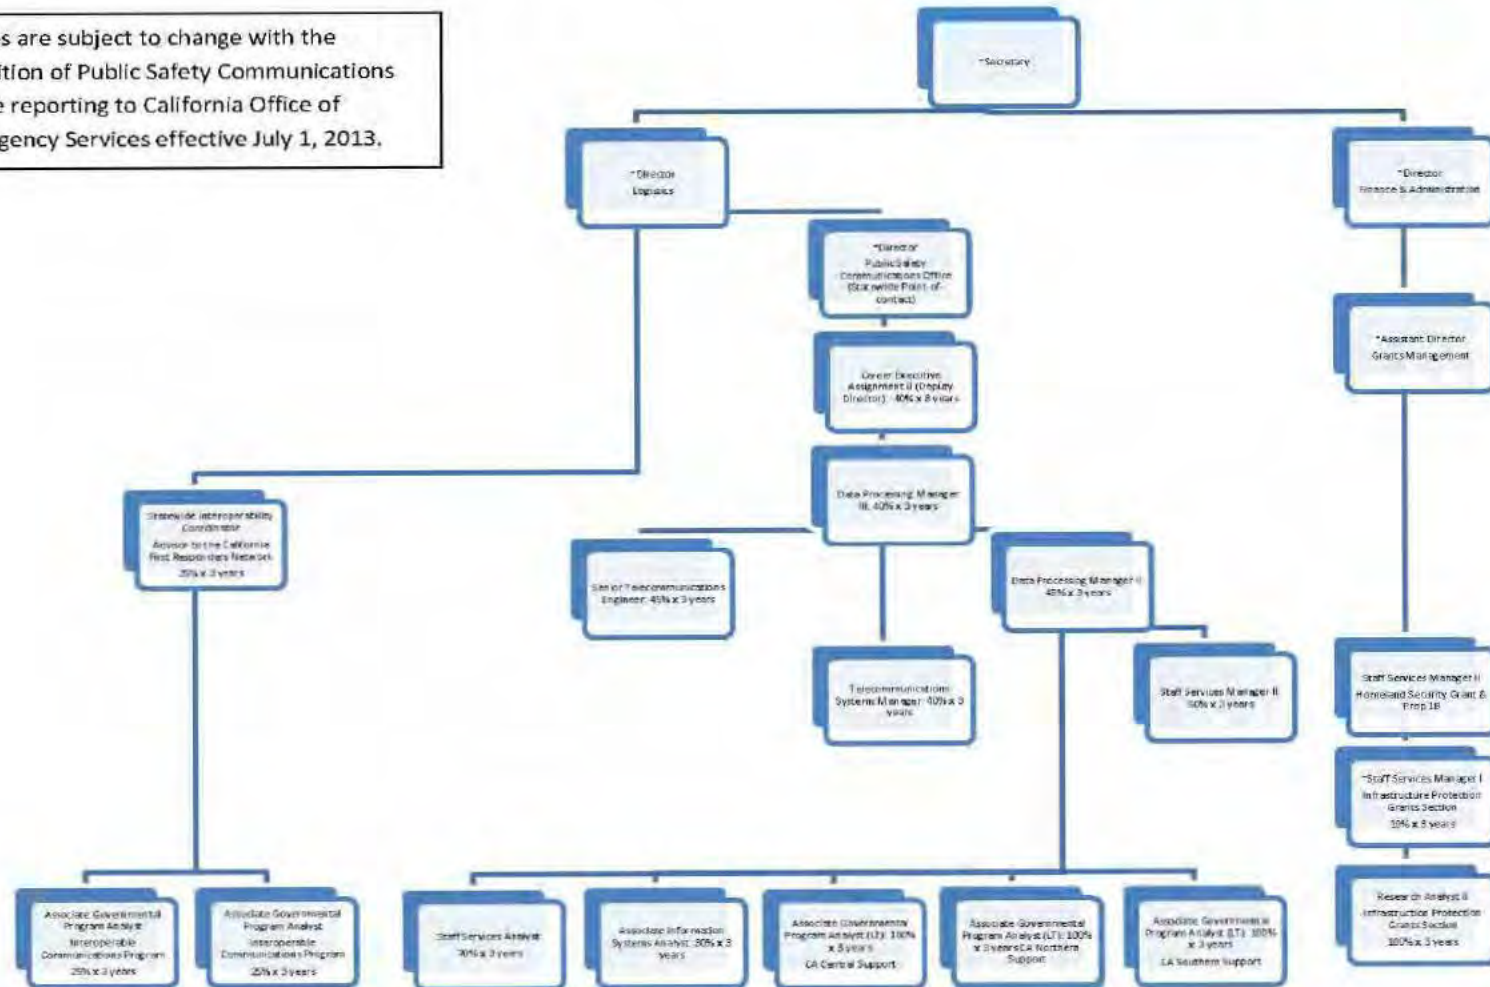 s are subject to change with the
ition of Public Safety Communications
e reporting to California Office of
gency Services effective July 1, 2013.
*Secretary
*Director
Logistics
*Director
Finance & Administration
*Director
Public Safety
Communications Office
(Statewide Point-of-
contact)
*Assistant Director
Grants Management
Career Executive
Assignment II (Deputy
Director): 40% x 3 years
Data Processing Manager
III: 40% x 3 years
Statewide Interoperability
Coordinator
Advisor to the California
First Responders Network
25% x 3 years
Senior Telecommunications
Engineer: 45% x 3 years
Data Processing Manager II
45% x 3 years
Telecommunications
Systems Manager: 40% x 3
years
Staff Services Manager II
x 3 years
Staff Services Manager II
Homeland Security Grant &
Prop 1B
*Staff Services Manager I
Infrastructure Protection
Grants Section
x 3 years
Associate Governmental
Program Analyst
Interoperable
Communications Program
25% x 3 years
Associate Governmental
Program Analyst
Interoperable
Communications Program
25% x 3 years
Staff Services Analyst
70% x 3 years
Associate Information
Systems Analyst: x 3
years
Associate Governmental
Program Analyst (LT): 100%
x 3 years
CA Central Support
Associate Governmental
Program Analyst (LT): 100%
x 3 years CA Northern
Support
Associate Governmental
Program Analyst (LT): 100%
x 3 years
CA Southern Support
Research Analyst II
Infrastruction Protection
Grants Section
100% x 3 years